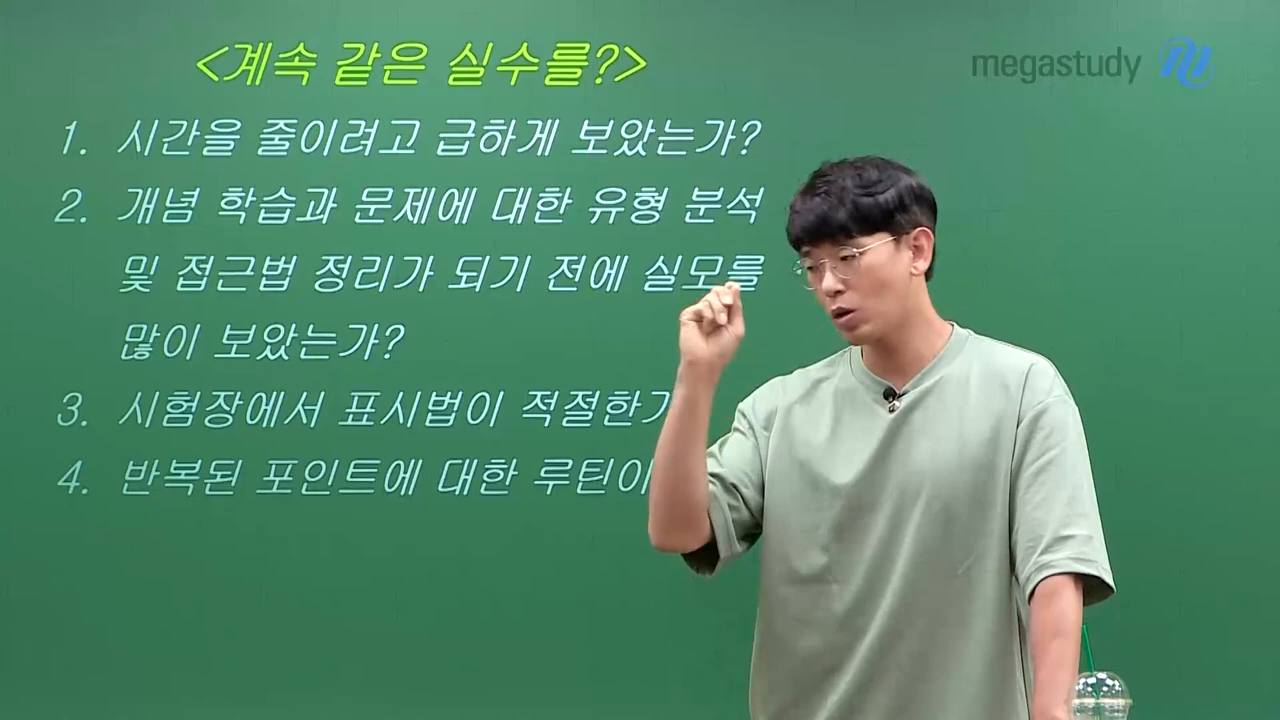 <계속 같은 실수를?>
megastudy
1. 시간을 줄이려고 급하게 보았는가?
2. 개념 학습과 문제에 대한 유형 분석
및 접근법 정리가 되기 전에 실모를
많이 보았는가?
3. 시험장에서 표시법이
4. 반복된 포인트에 대한 루틴이